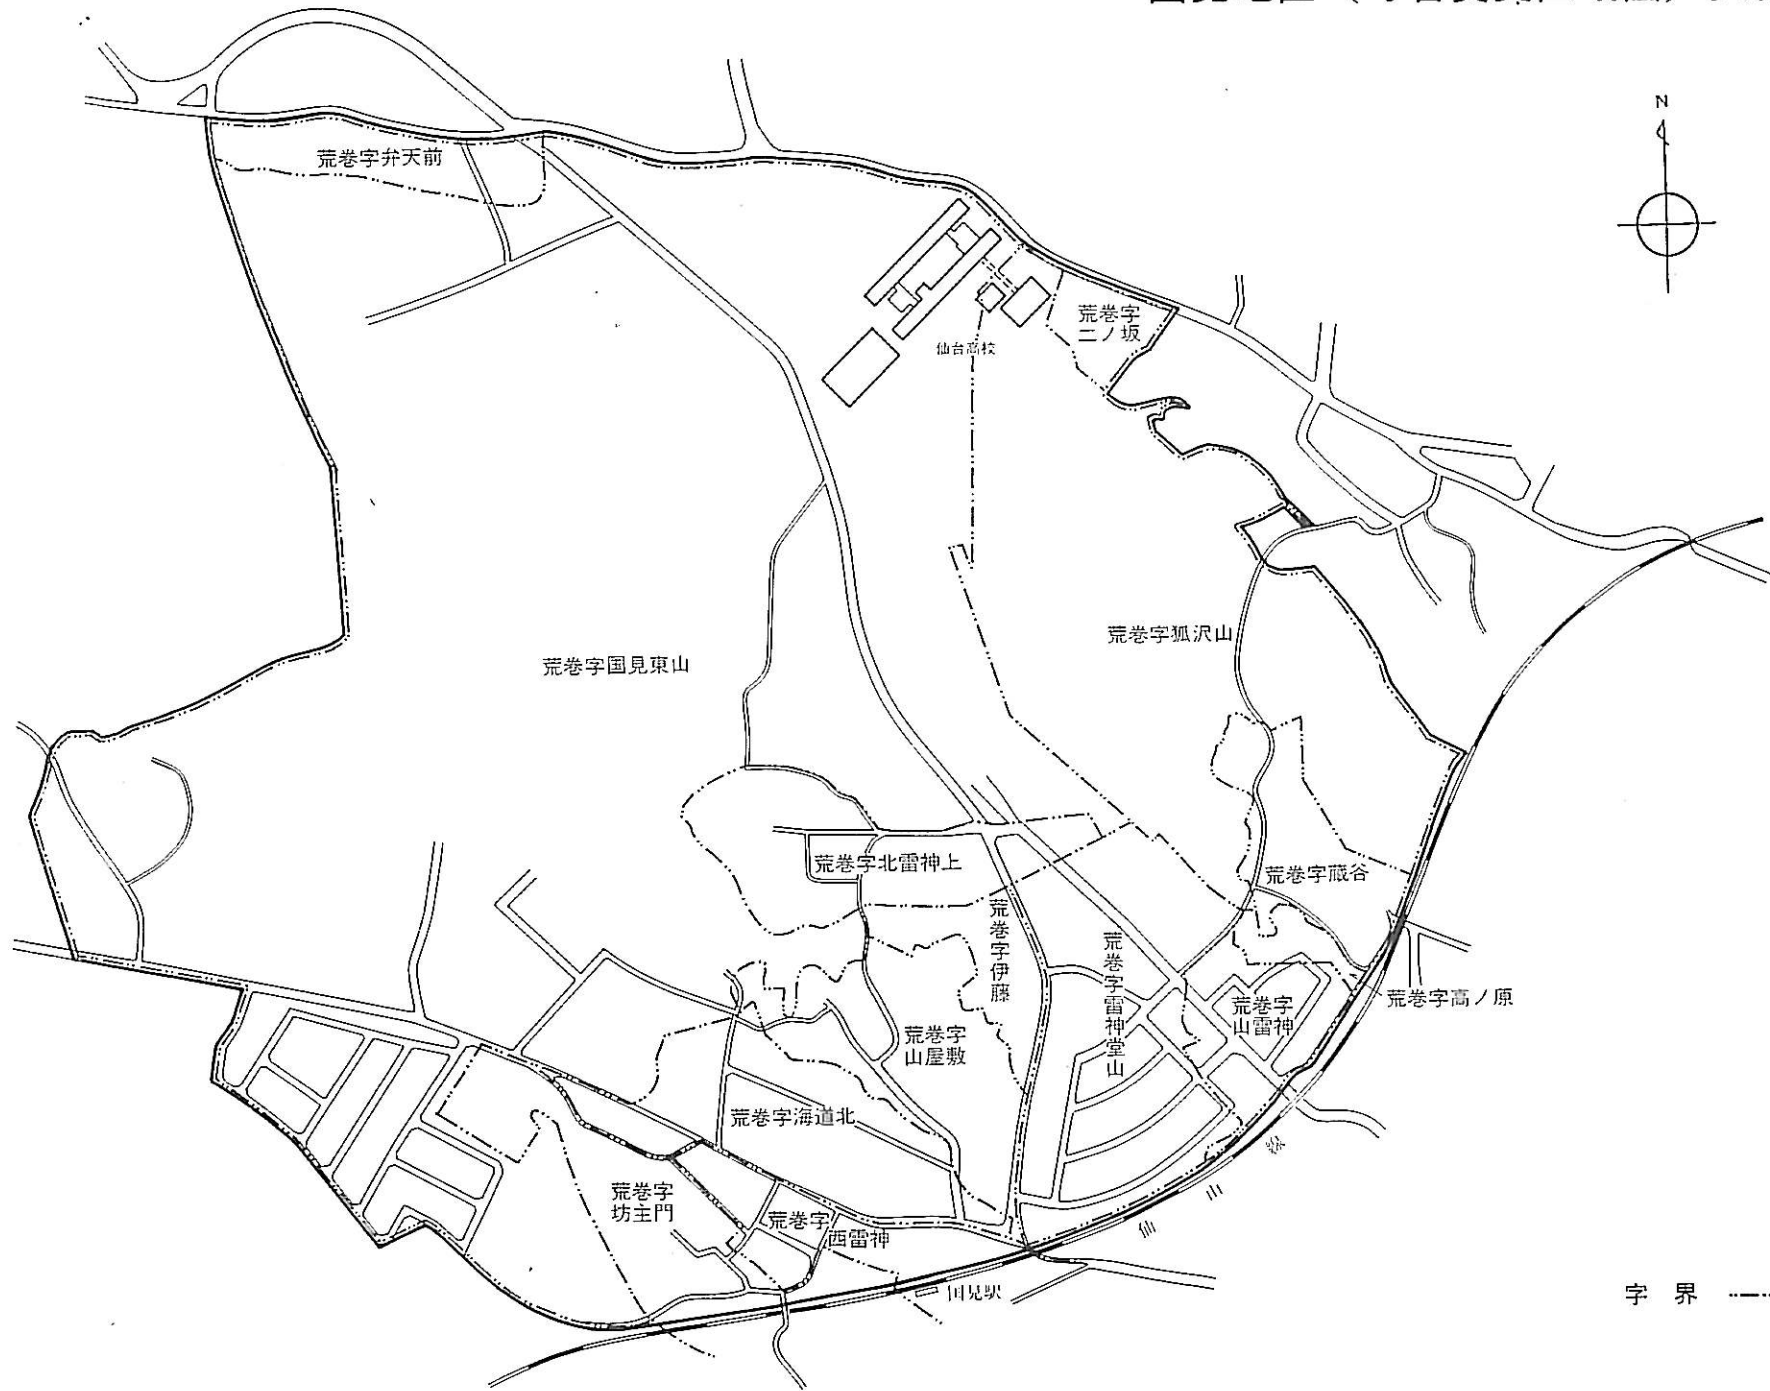 N
荒巻字弁天前
荒巻字
二ノ坂
仙台高校
荒巻字狐沢山
荒巻字国見東山
荒巻字北雷神上
荒巻字蔵谷
荒巻字伊藤
荒巻字雷神堂山
荒巻字
山雷神
荒巻字高ノ原
荒巻字
山屋敷
荒巻字海道北
荒巻字
坊主門
荒巻字
西雷神
仙山線
国見駅
字界